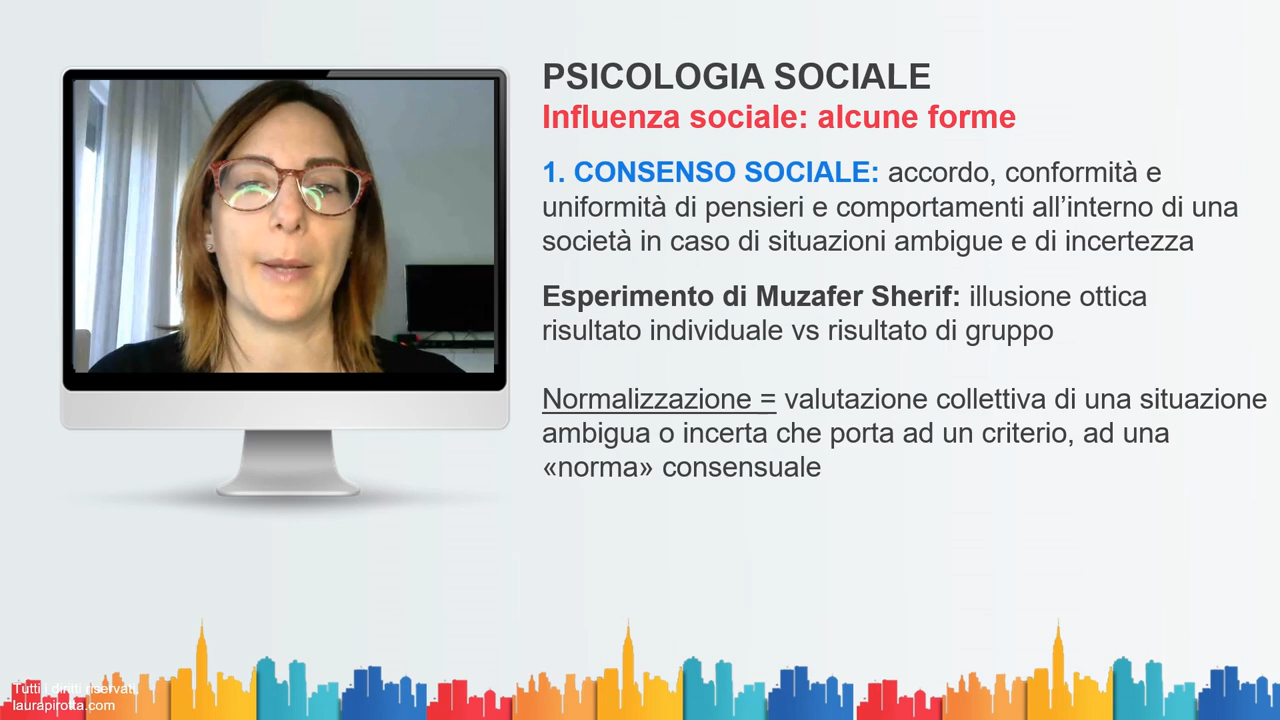 PSICOLOGIA SOCIALE
Influenza sociale: alcune forme
1. CONSENSO SOCIALE: accordo, conformità e
uniformità di pensieri e comportamenti all’interno di una
società in caso di situazioni ambigue e di incertezza
Esperimento di Muzafer Sherif: illusione ottica
risultato individuale vs risultato di gruppo
Normalizzazione = valutazione collettiva di una situazione
ambigua o incerta che porta ad un criterio, ad una
«norma» consensuale
Tutti i diritti riservati
laurapirotta.com